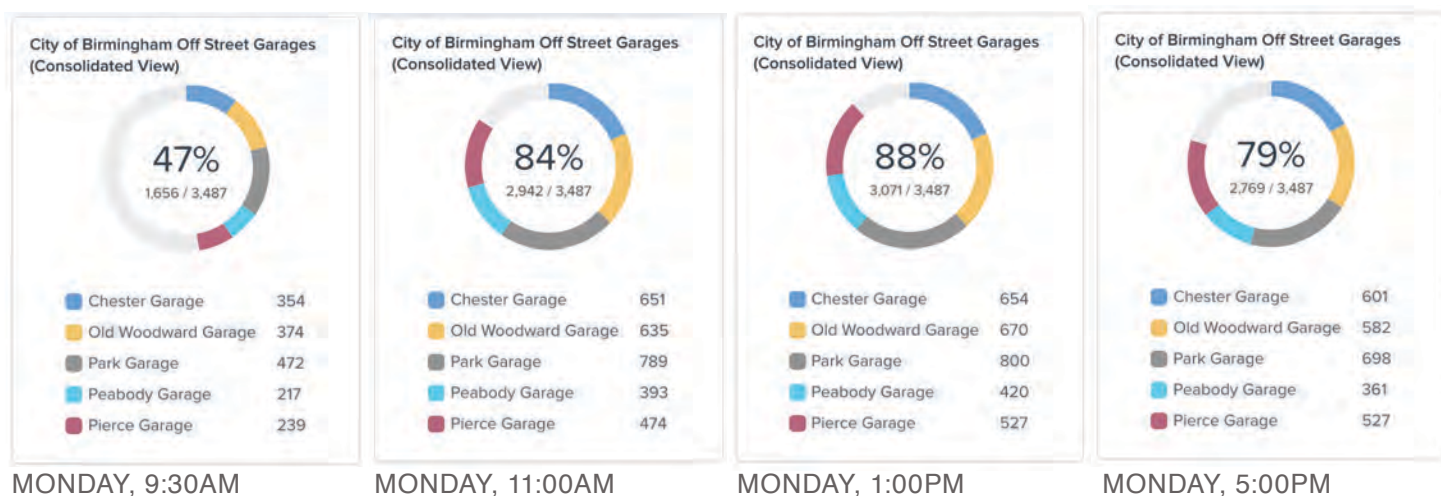 City of Birmingham Off Street Garages
(Consolidated View)
47%
1,656 / 3,487
Chester Garage 354
Old Woodward Garage 374
Park Garage 472
Peabody Garage 217
Pierce Garage 239
MONDAY, 9:30AM
City of Birmingham Off Street Garages
(Consolidated View)
84%
2,942 / 3,487
Chester Garage 651
Old Woodward Garage 635
Park Garage 789
Peabody Garage 393
Pierce Garage 474
MONDAY, 11:00AM
City of Birmingham Off Street Garages
(Consolidated View)
88%
3,071 / 3,487
Chester Garage 654
Old Woodward Garage 670
Park Garage 800
Peabody Garage 420
Pierce Garage 527
MONDAY, 1:00PM
City of Birmingham Off Street Garages
(Consolidated View)
79%
2,769 / 3,487
Chester Garage 601
Old Woodward Garage 582
Park Garage 698
Peabody Garage 361
Pierce Garage 527
MONDAY, 5:00PM